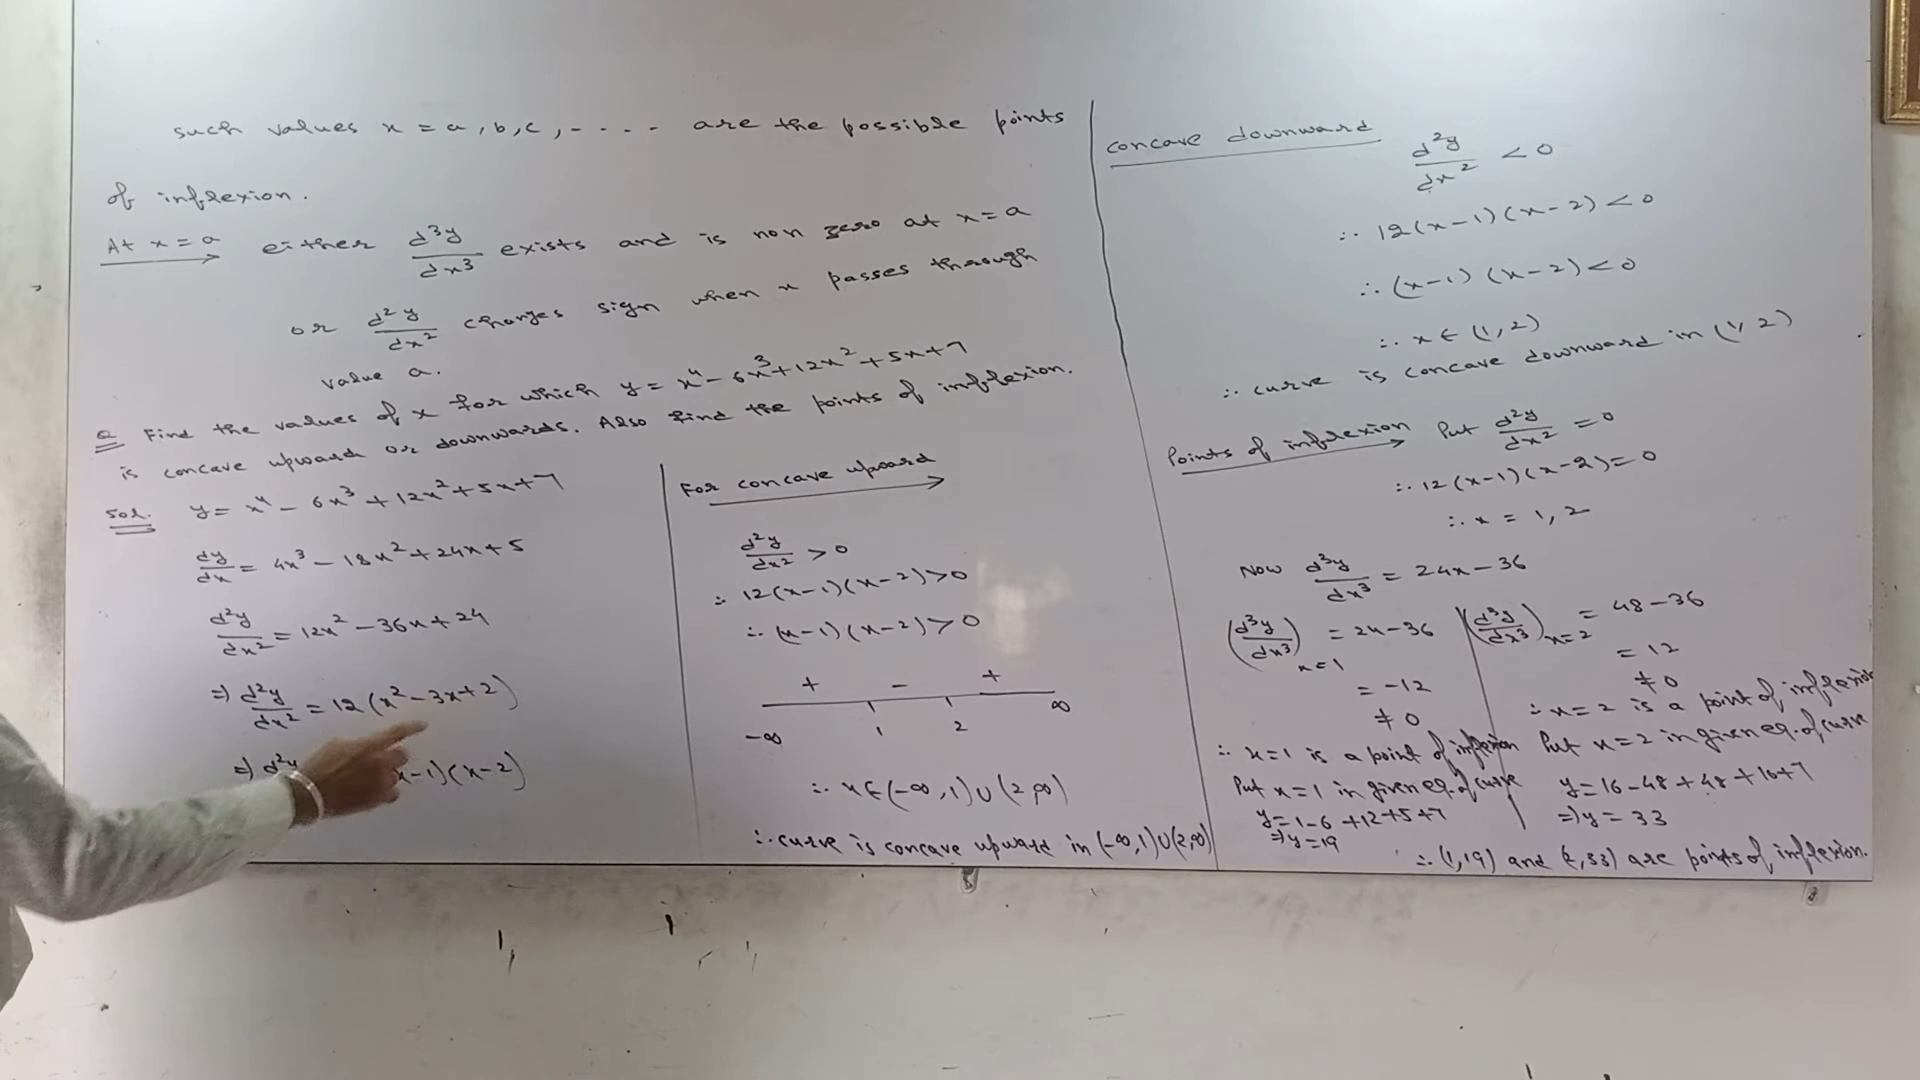 such values x = a, b, c, - - - - are the possible points
of inflexion.
At x = a either d³y/dx³ exists and is non zero at x = a
or d²y/dx² changes sign when x passes through
value a.
Q Find the values of x for which y = x⁴ - 6x³ + 12x² + 5x + 7
is concave upwards or downwards. Also find the points of inflexion.
Sol. y = x⁴ - 6x³ + 12x² + 5x + 7
dy/dx = 4x³ - 18x² + 24x + 5
d²y/dx² = 12x² - 36x + 24
⇒ d²y/dx² = 12(x² - 3x + 2)
⇒ d²y x-1)(x-2)
For concave upward
d²y/dx² > 0
∴ 12(x-1)(x-2) > 0
∴ (x-1)(x-2) > 0
+ - +
-∞ 1 2 ∞
∴ x ∈ (-∞, 1) ∪ (2, ∞)
∴ curve is concave upward in (-∞, 1) ∪ (2, ∞)
concave downward
d²y/dx² < 0
∴ 12(x-1)(x-2) < 0
∴ (x-1)(x-2) < 0
∴ x ∈ (1, 2)
∴ curve is concave downward in (1, 2)
Points of inflexion Put d²y/dx² = 0
∴ 12(x-1)(x-2) = 0
∴ x = 1, 2
Now d³y/dx³ = 24x - 36
(d³y/dx³)x=1 = 24 - 36
= -12
≠ 0
∴ x = 1 is a point of inflexion
Put x = 1 in given eq. of curve
y = 1 - 6 + 12 + 5 + 7
⇒ y = 19
(d³y/dx³)x=2 = 48 - 36
= 12
≠ 0
∴ x = 2 is a point of inflexion
Put x = 2 in given eq. of curve
y = 16 - 48 + 48 + 10 + 7
⇒ y = 33
∴ (1, 19) and (2, 33) are points of inflexion.